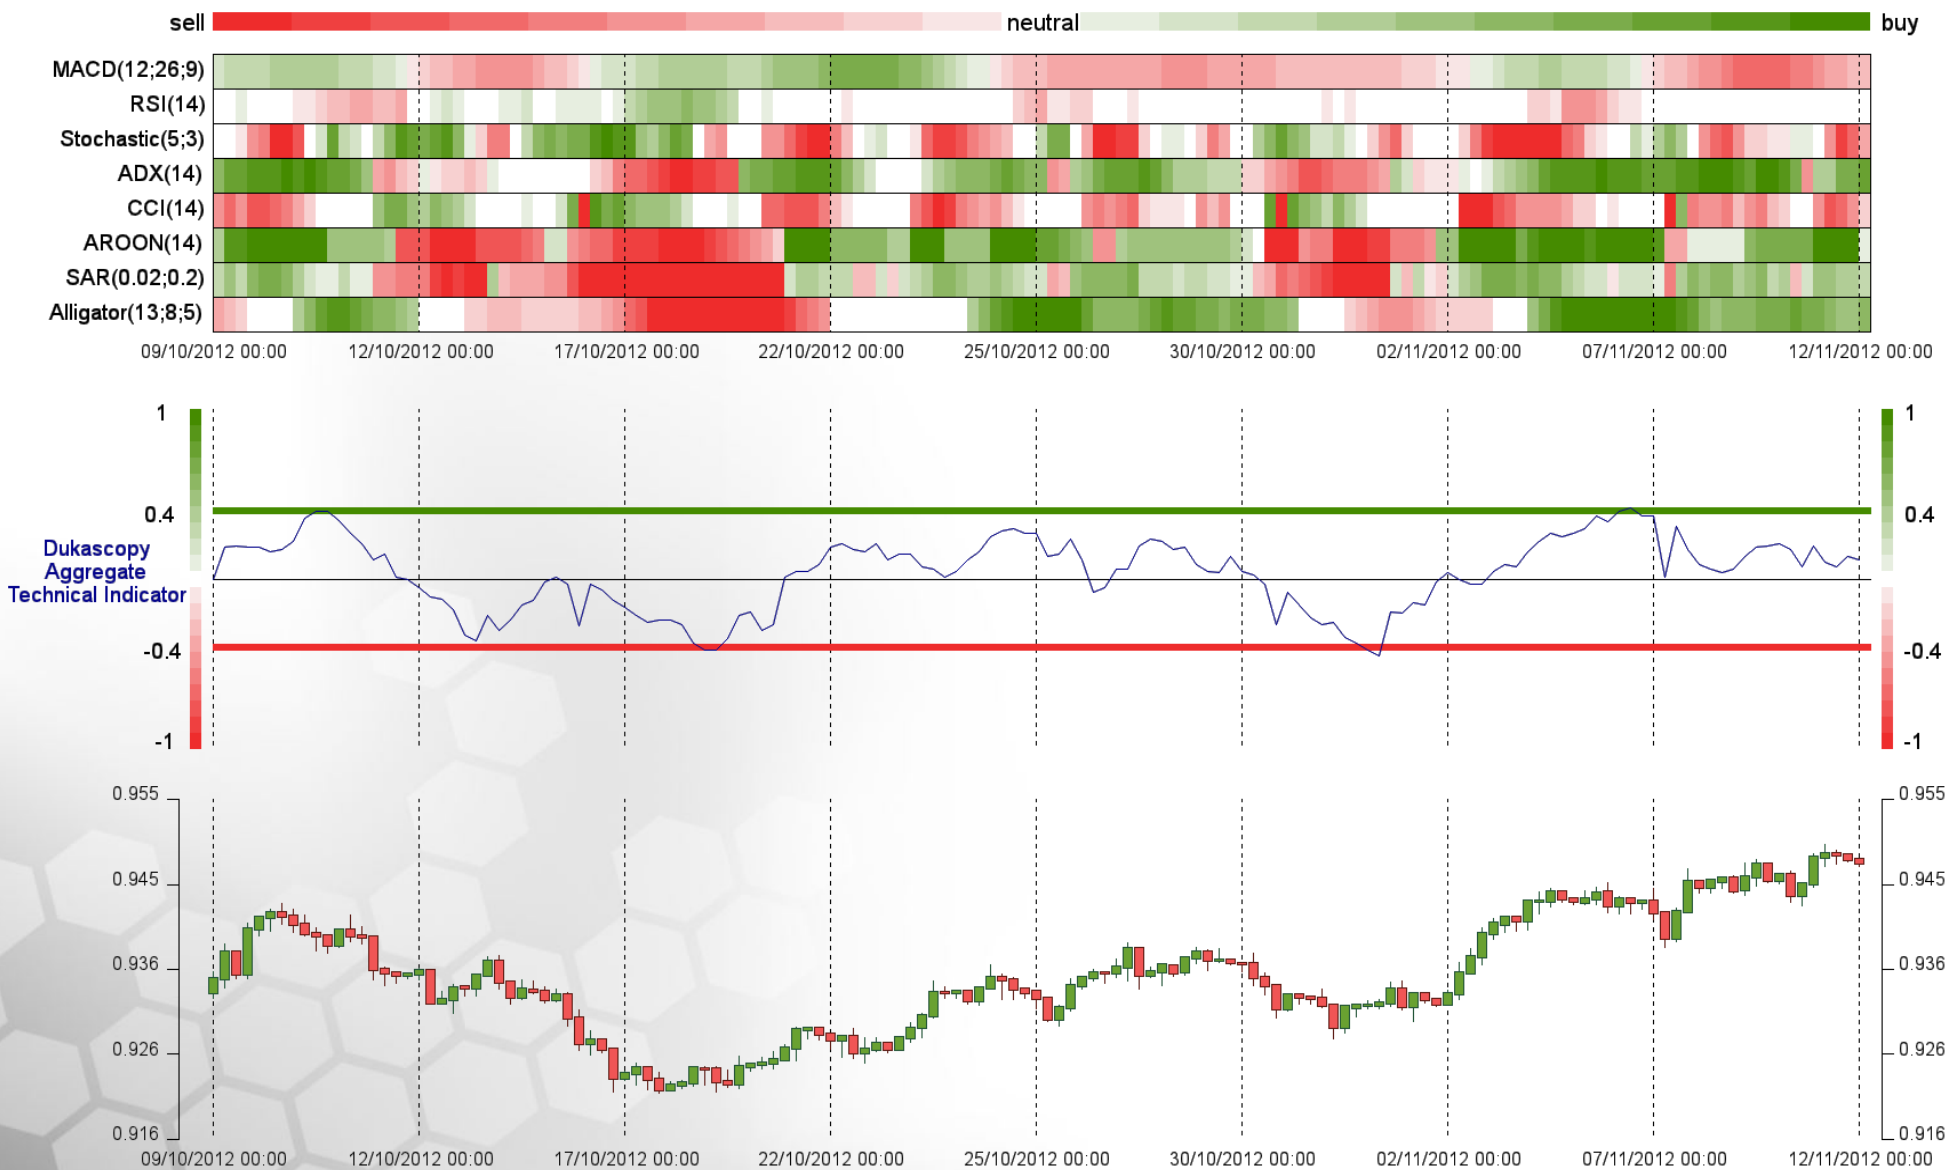 sell neutral buy
MACD(12;26;9)
RSI(14)
Stochastic(5;3)
ADX(14)
CCI(14)
AROON(14)
SAR(0.02;0.2)
Alligator(13;8;5)
09/10/2012 00:00 12/10/2012 00:00 17/10/2012 00:00 22/10/2012 00:00 25/10/2012 00:00 30/10/2012 00:00 02/11/2012 00:00 07/11/2012 00:00 12/11/2012 00:00
1 1
0.4 0.4
Dukascopy
Aggregate
Technical Indicator
-0.4 -0.4
-1 -1
0.955 0.955
0.945 0.945
0.936 0.936
0.926 0.926
0.916 0.916
09/10/2012 00:00 12/10/2012 00:00 17/10/2012 00:00 22/10/2012 00:00 25/10/2012 00:00 30/10/2012 00:00 02/11/2012 00:00 07/11/2012 00:00 12/11/2012 00:00